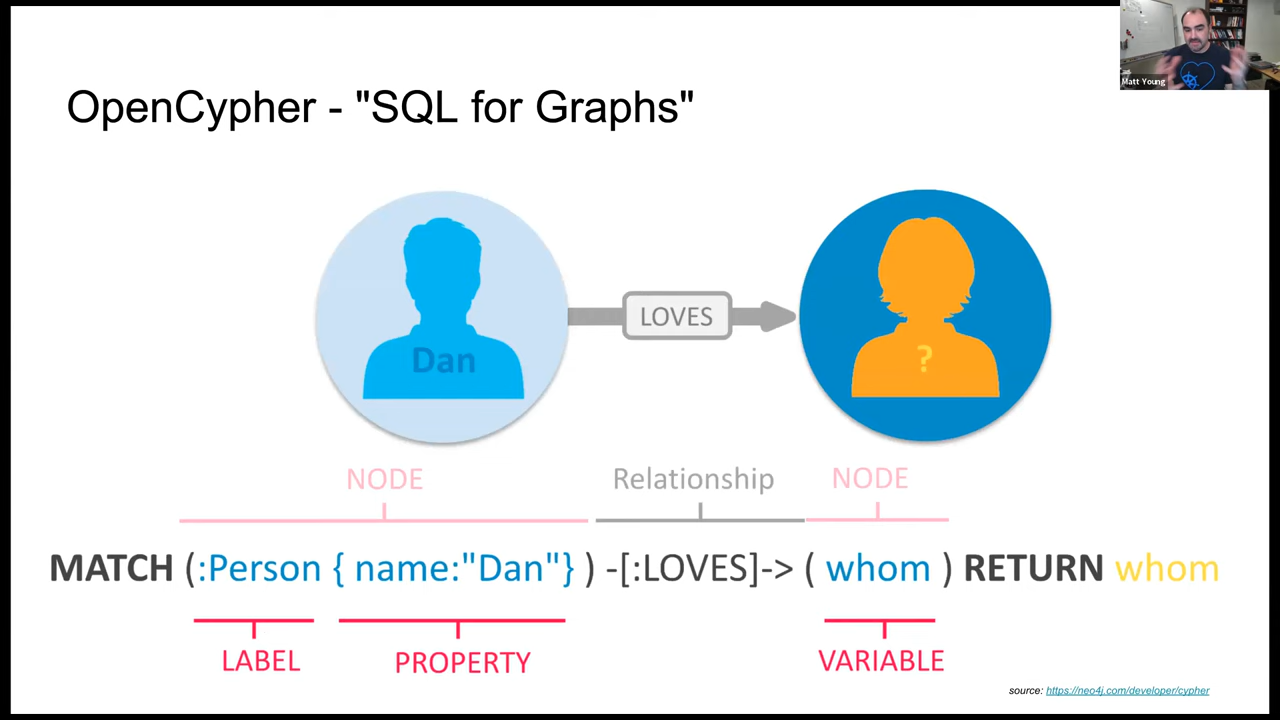 Matt Young
OpenCypher - "SQL for Graphs"
LOVES
Dan
?
NODE
Relationship
NODE
MATCH (:Person { name:"Dan"} ) -[:LOVES]-> ( whom ) RETURN whom
LABEL
PROPERTY
VARIABLE
source: https://neo4j.com/developer/cypher